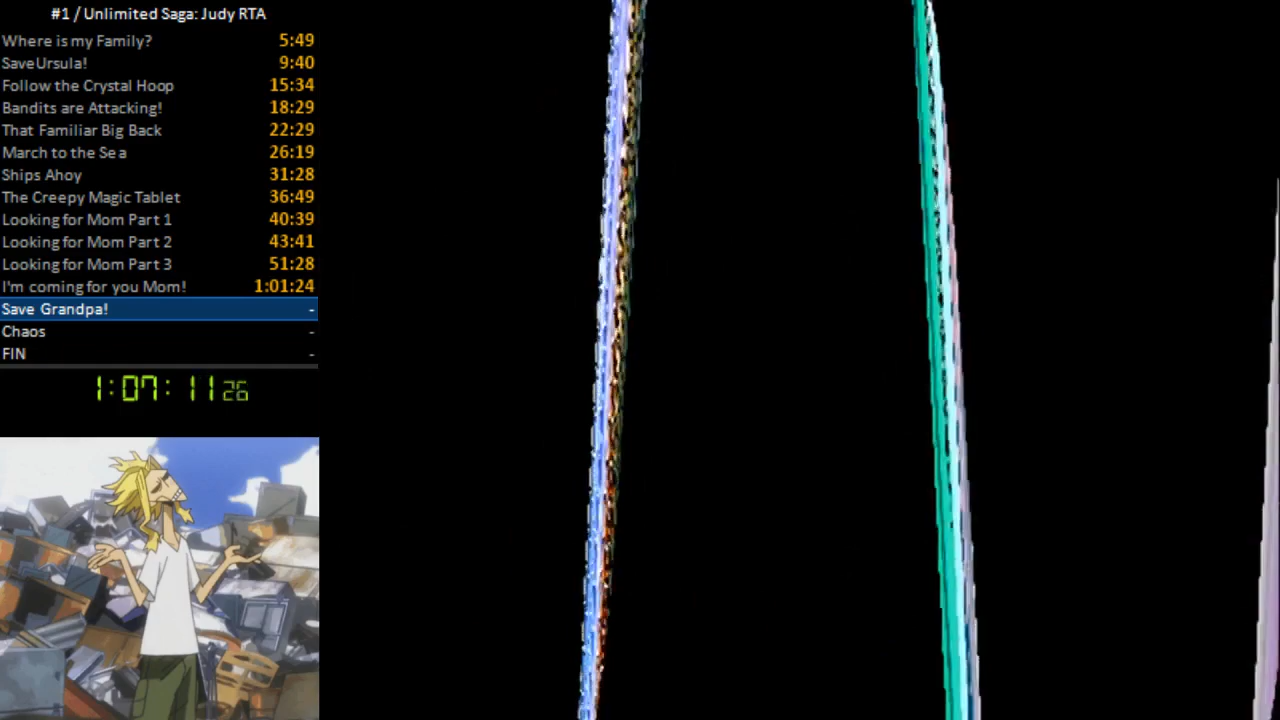 #1 / Unlimited Saga: Judy RTA
Where is my Family? 5:49
Save Ursula! 9:40
Follow the Crystal Hoop 15:34
Bandits are Attacking! 18:29
That Familiar Big Back 22:29
March to the Sea 26:19
Ships Ahoy 31:28
The Creepy Magic Tablet 36:49
Looking for Mom Part 1 40:39
Looking for Mom Part 2 43:41
Looking for Mom Part 3 51:28
I'm coming for you Mom! 1:01:24
Save Grandpa! -
Chaos -
FIN -
1:07:11 26